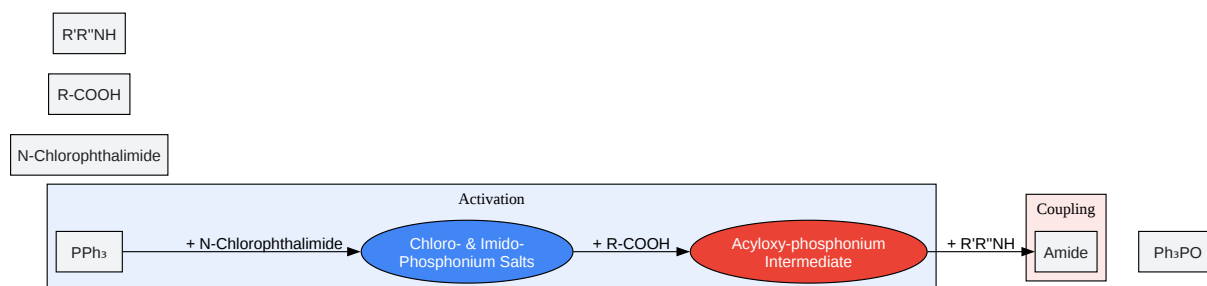 R'R"NH
R-COOH
N-Chlorophthalimide
Activation
PPh₃
+ N-Chlorophthalimide
Chloro- & Imido-
Phosphonium Salts
+ R-COOH
Acyloxy-phosphonium
Intermediate
+ R'R"NH
Coupling
Amide
Ph₃PO